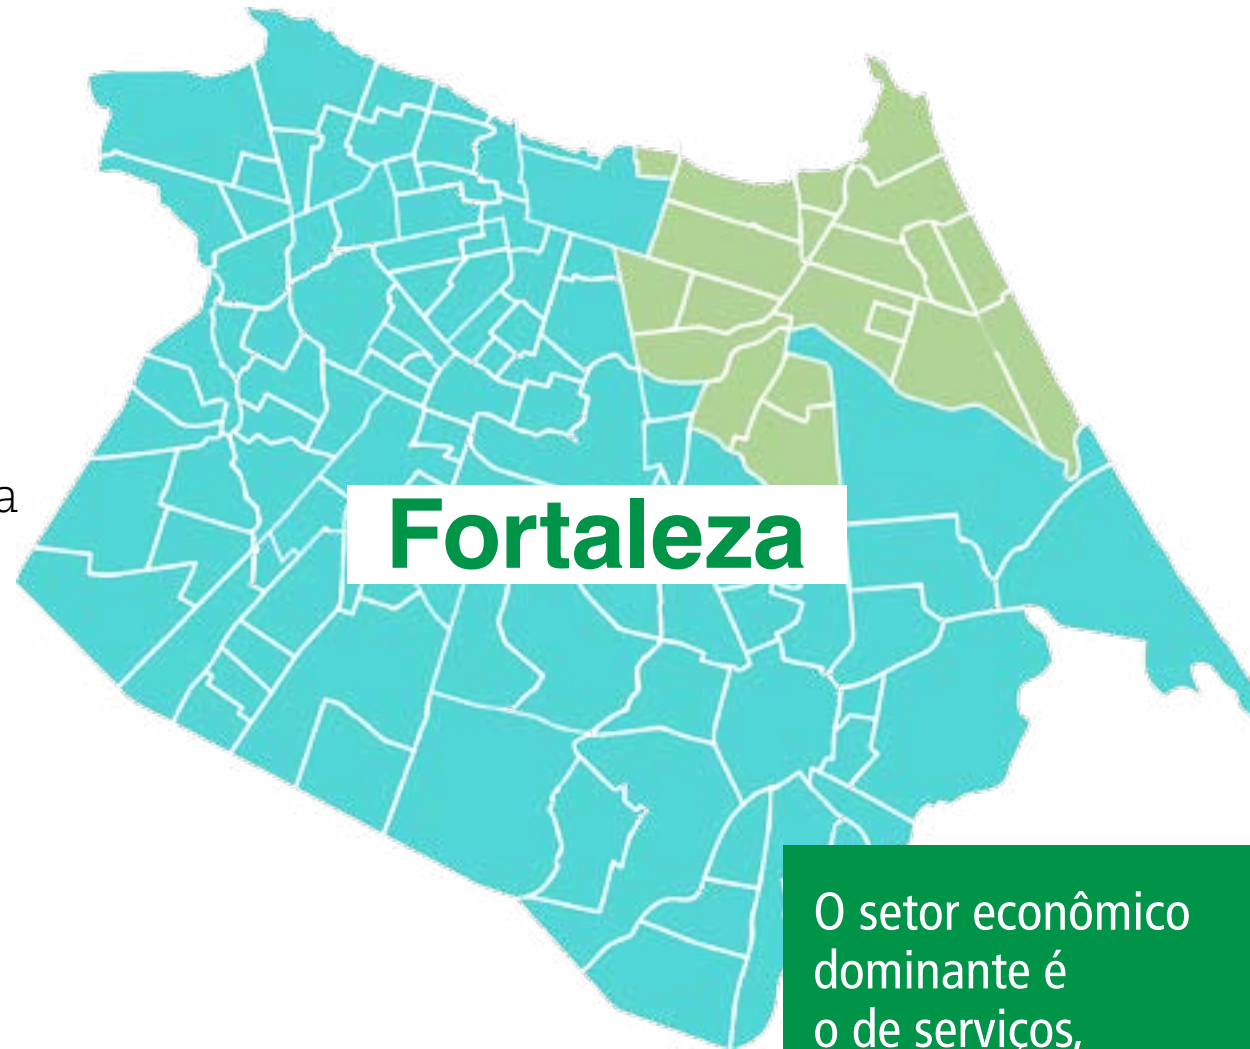 a
Fortaleza
O setor econômico
dominante é
o de serviços,